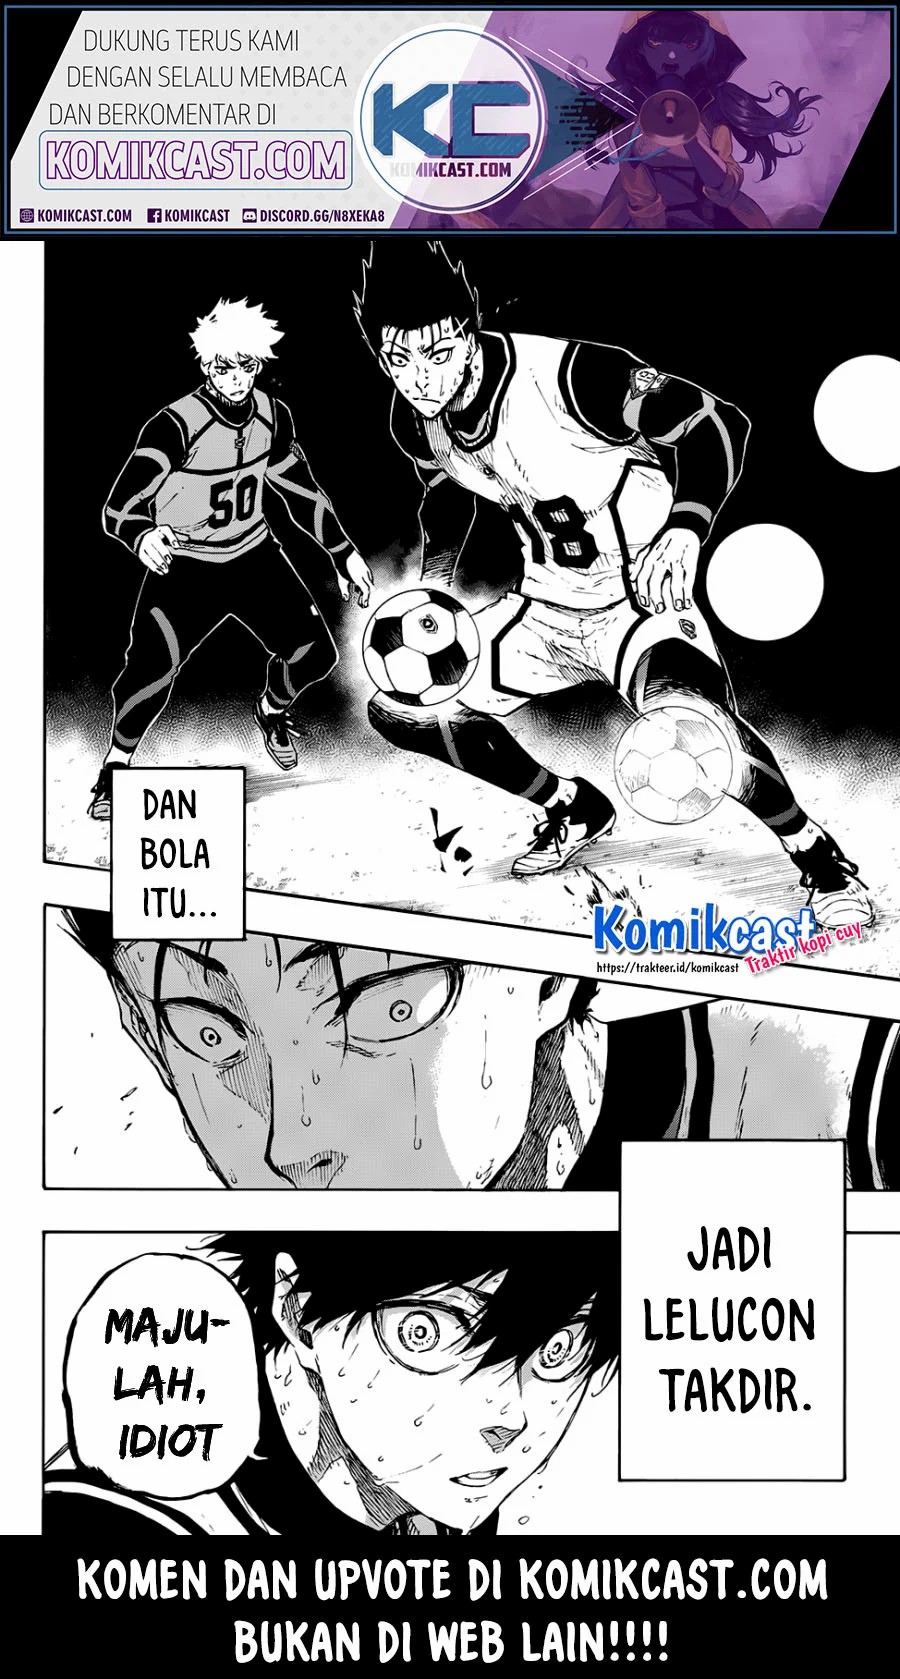 DUKUNG TERUS KAMI
DENGAN SELALU MEMBACA
DAN BERKOMENTAR DI
KOMIKCAST.COM
KOMIKCAST.COM
KOMIKCAST
DISCORD.GG/N8XEKA8
KC
KOMIKCAST.COM
50
8
DAN
BOLA
ITU...
Komikcast
Traktir kopi cuy
https://trakteer.id/komikcast
JADI
LELUCON
TAKDIR.
MAJU-
LAH,
IDIOT
KOMEN DAN UPVOTE DI KOMIKCAST.COM
BUKAN DI WEB LAIN!!!!